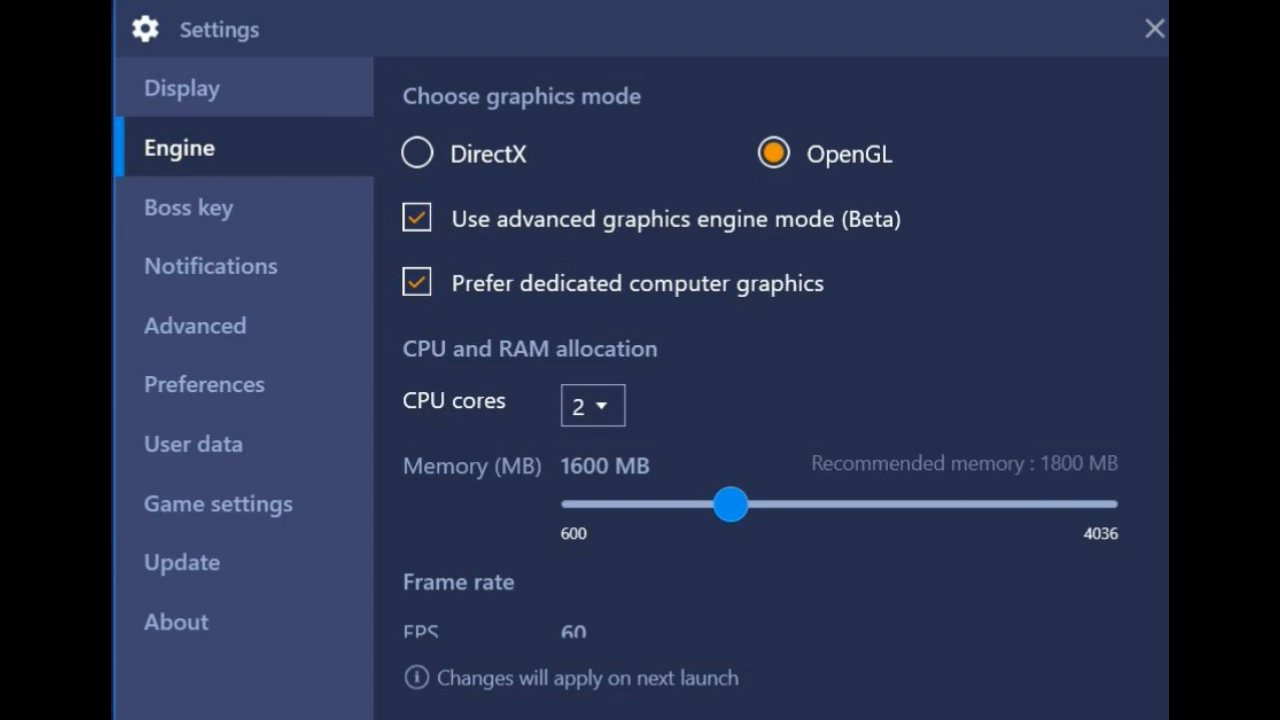 Settings
Display
Engine
Boss key
Notifications
Advanced
Preferences
User data
Game settings
Update
About
Choose graphics mode
DirectX OpenGL
Use advanced graphics engine mode (Beta)
Prefer dedicated computer graphics
CPU and RAM allocation
CPU cores 2
Memory (MB) 1600 MB Recommended memory : 1800 MB
600 4036
Frame rate
FPS 60
Changes will apply on next launch